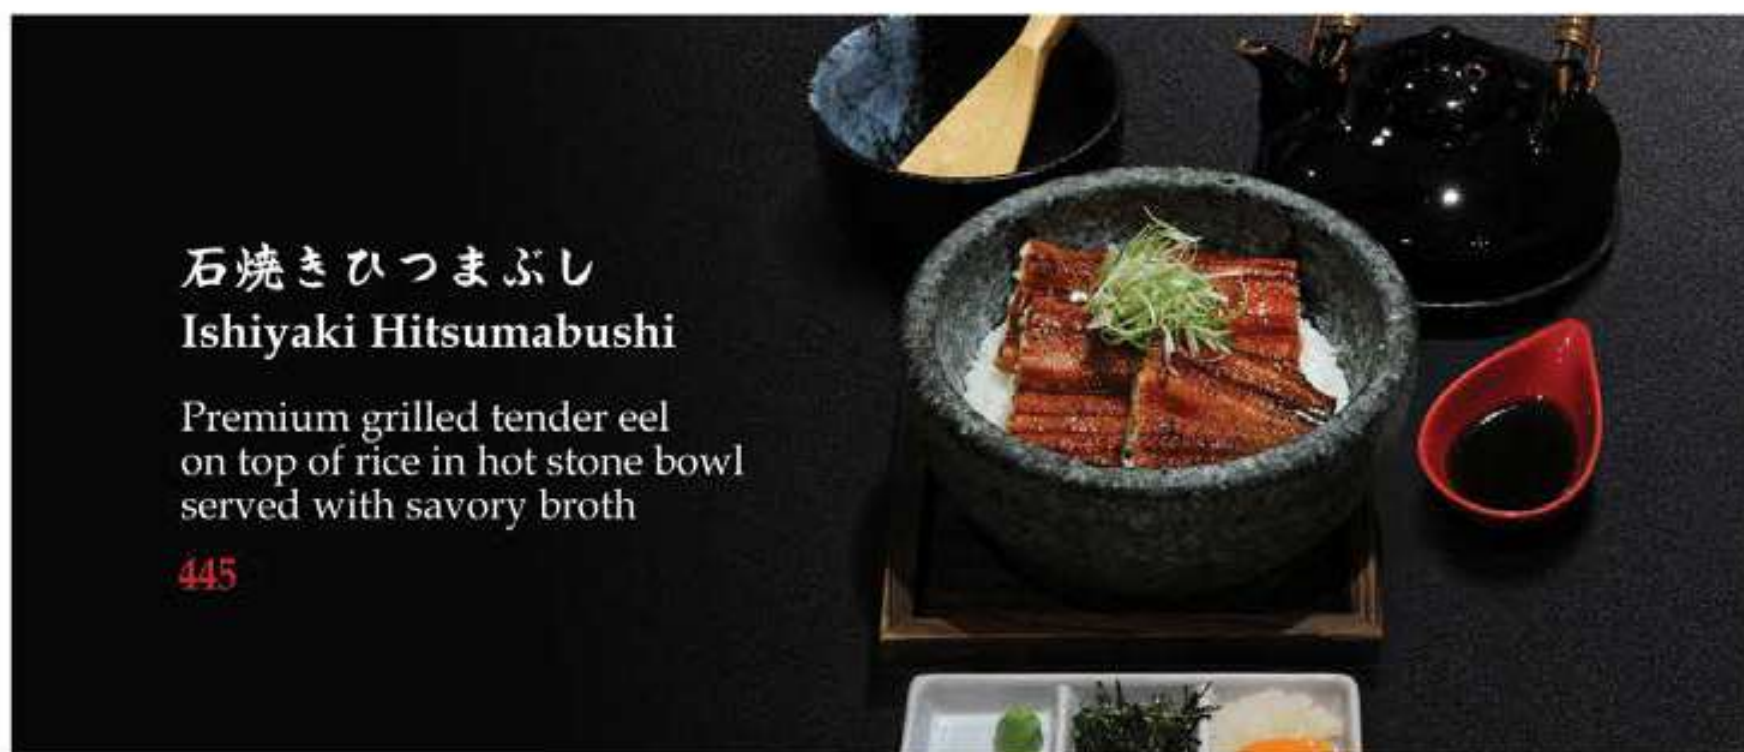 石焼きひつまぶし
Ishiyaki Hitsumabushi
Premium grilled tender eel
on top of rice in hot stone bowl
served with savory broth
445